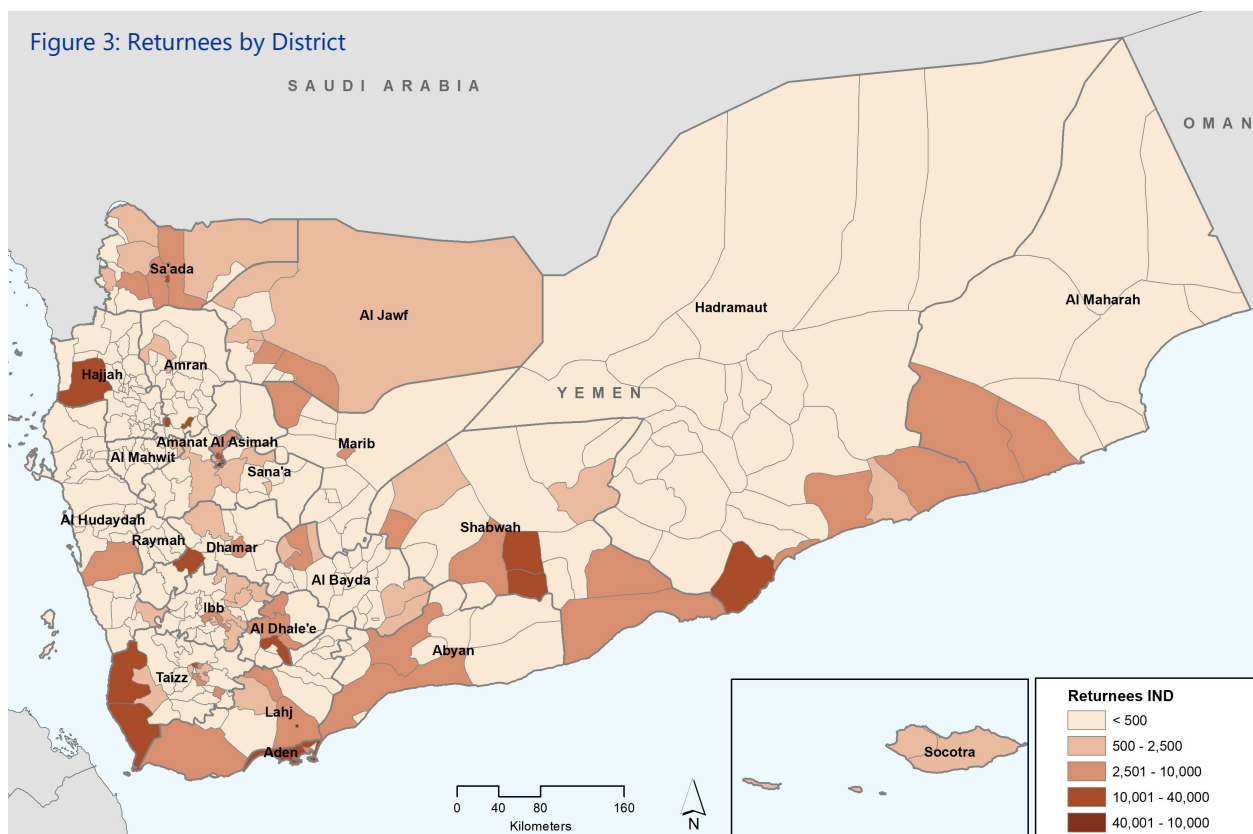 Figure 3: Returnees by District
SAUDI ARABIA
OMAN
Sa'ada
Al Jawf
Hadramaut
Al Maharah
Hajjah
Amran
YEMEN
Amanat Al Asimah
Marib
Al Mahwit
Sana'a
Al Hudaydah
Shabwah
Raymah
Dhamar
Al Bayda
Ibb
Al Dhale'e
Abyan
Taizz
Lahj
Aden
Socotra
Returnees IND
< 500
500 - 2,500
2,501 - 10,000
10,001 - 40,000
40,001 - 10,000
0 40 80 160
Kilometers
N